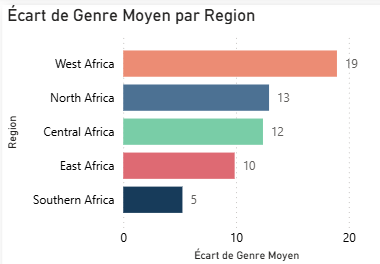 Écart de Genre Moyen par Region
West Africa
19
North Africa
13
Central Africa
12
East Africa
10
Southern Africa
5
Region
0
10
20
Écart de Genre Moyen